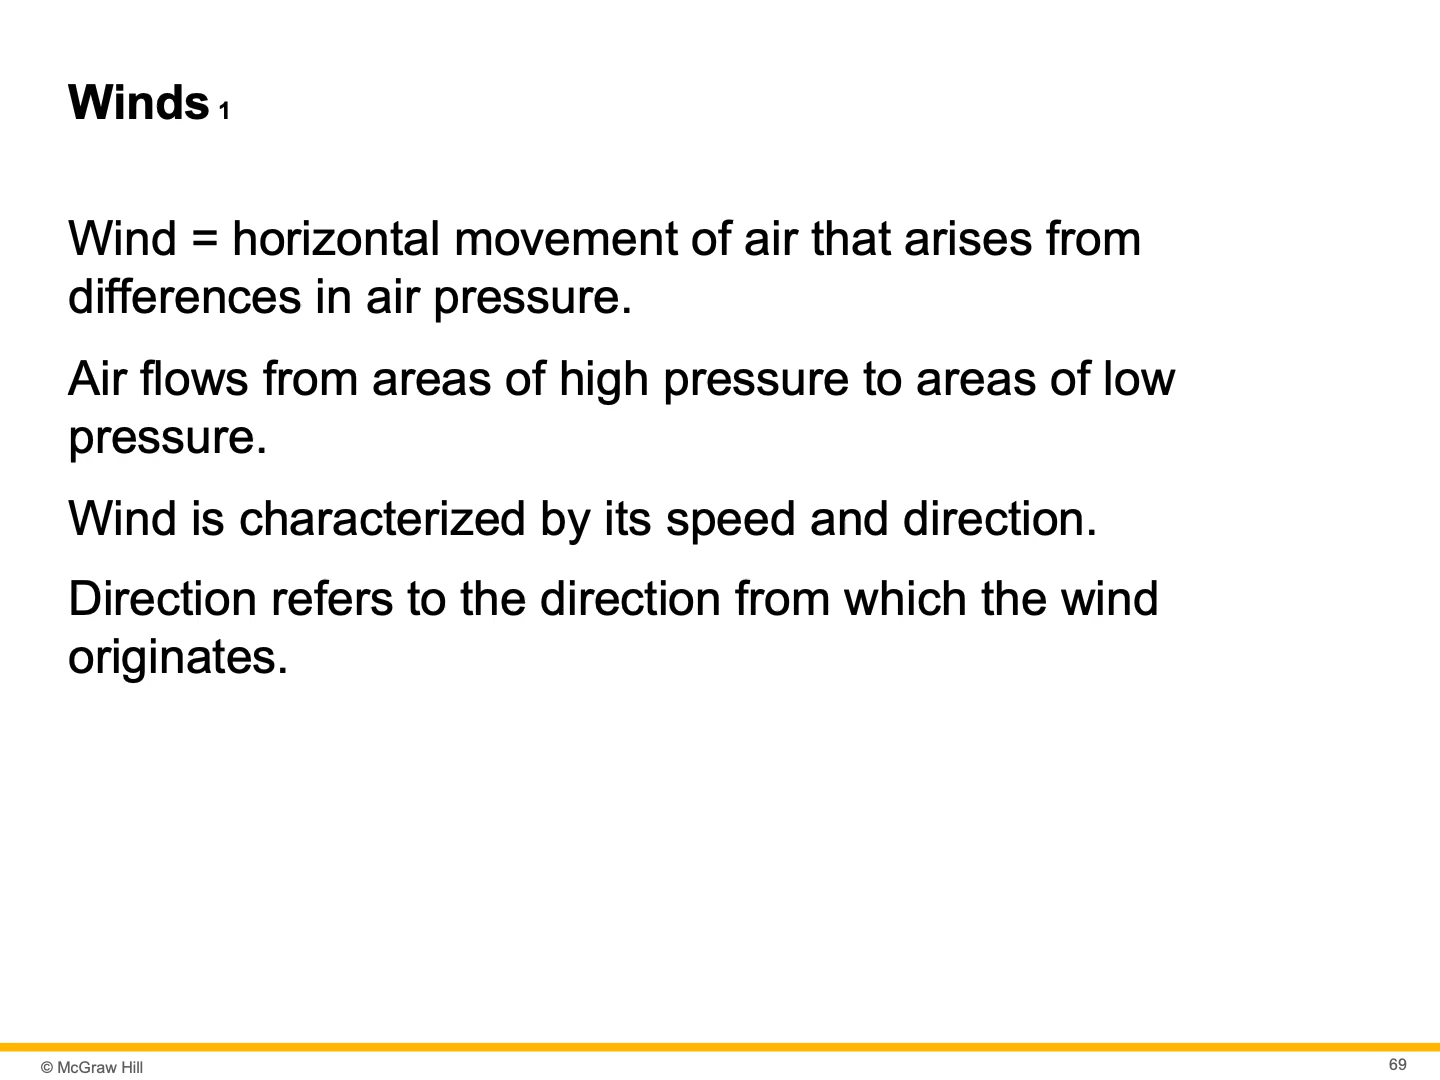 Winds 1
Wind = horizontal movement of air that arises from
differences in air pressure.
Air flows from areas of high pressure to areas of low
pressure.
Wind is characterized by its speed and direction.
Direction refers to the direction from which the wind
originates.
© McGraw Hill
69